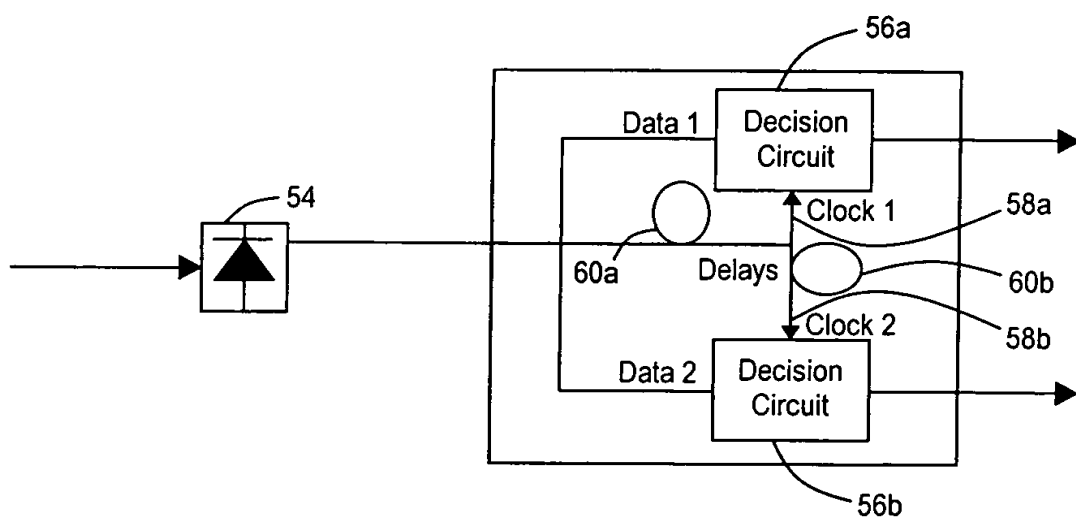 56a
Data 1
Decision
Circuit
54
Clock 1
58a
60a
Delays
60b
Clock 2
58b
Data 2
Decision
Circuit
56b